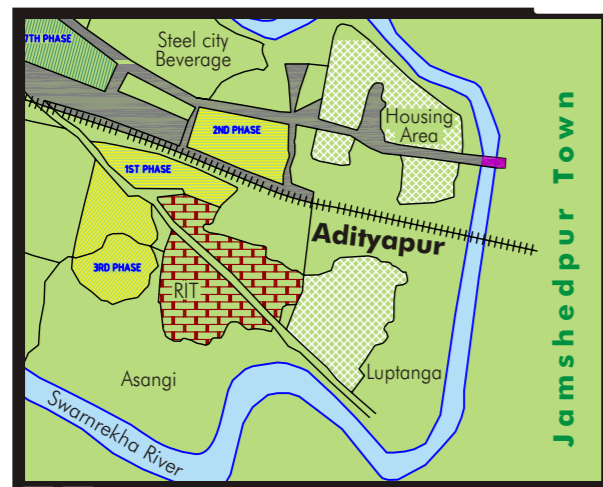 Steel city
Beverage
7TH PHASE
Housing
Area
2ND PHASE
1ST PHASE
Adityapur
3RD PHASE
RIT
Asangi
Luptanga
Swarnrekha River
Jamshedpur Town